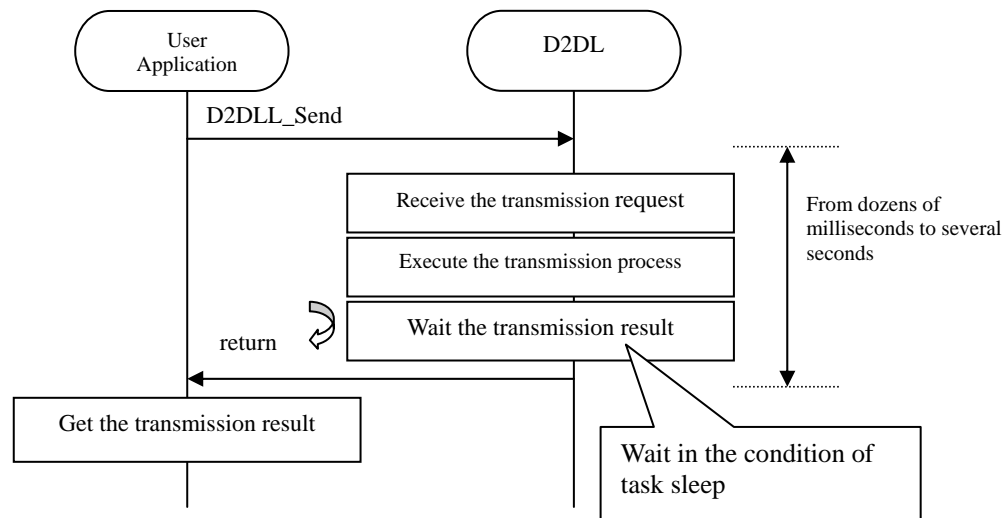 User
Application
D2DL
D2DLL_Send
Receive the transmission request
From dozens of
milliseconds to several
seconds
Execute the transmission process
Wait the transmission result
return
Get the transmission result
Wait in the condition of
task sleep